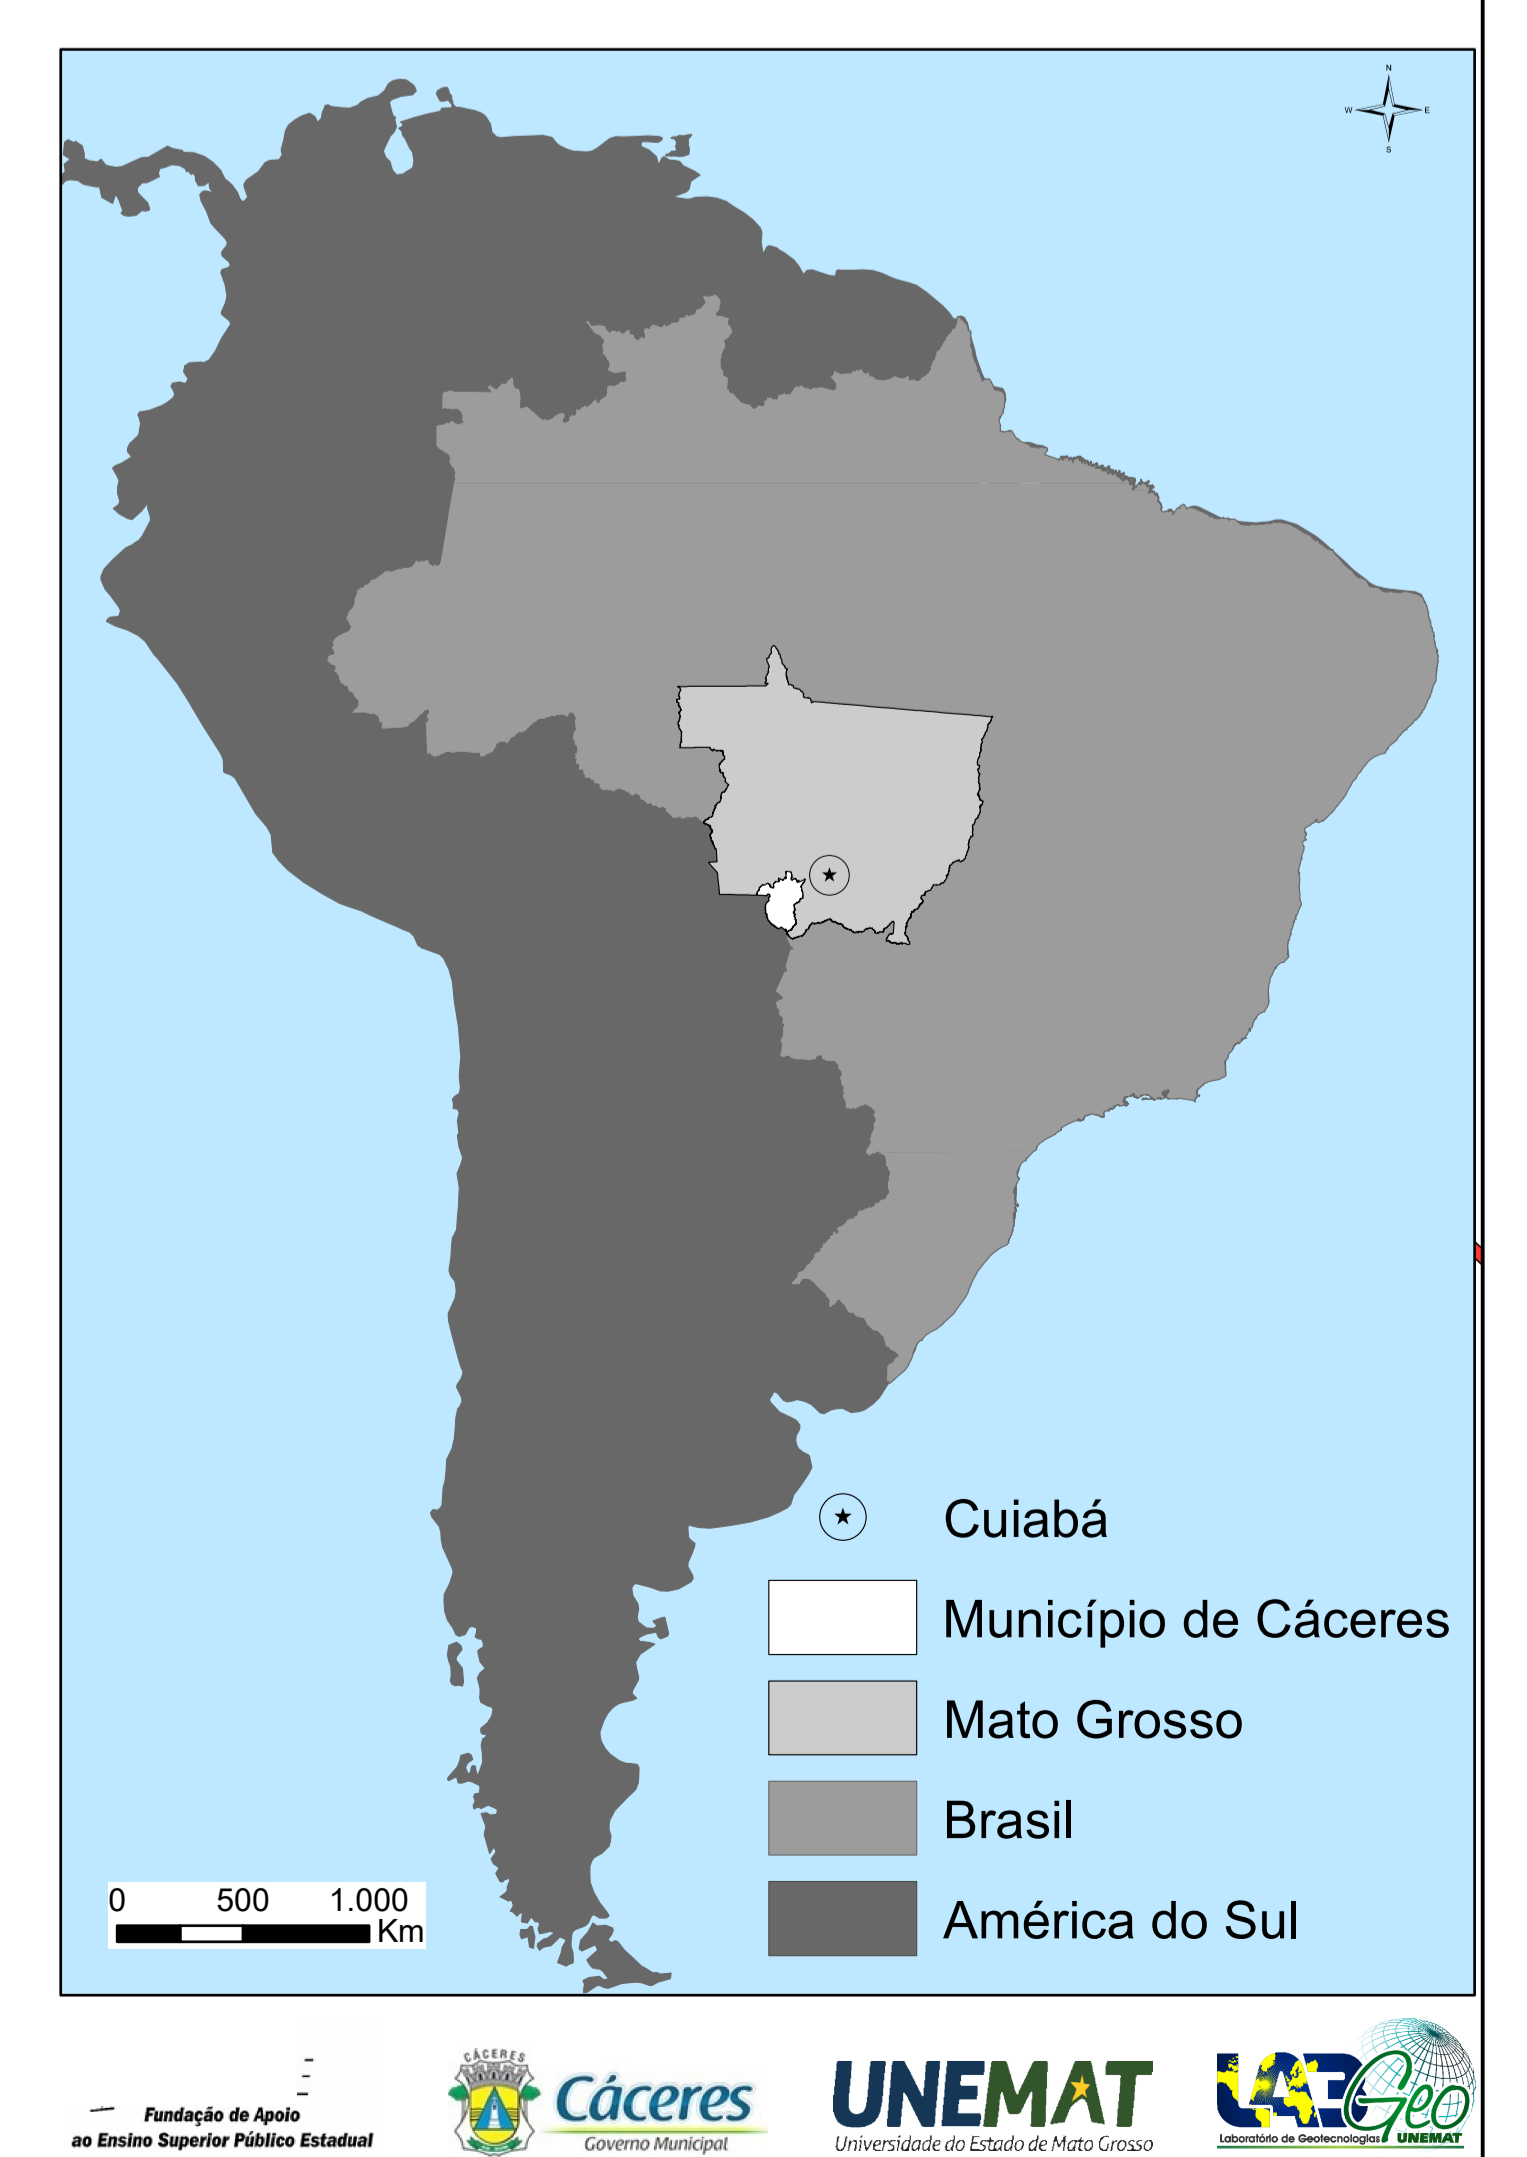 N
W E
S
Cuiabá
Município de Cáceres
Mato Grosso
Brasil
América do Sul
0 500 1.000
Km
Fundação de Apoio
ao Ensino Superior Público Estadual
CÁCERES
Cáceres
Governo Municipal
UNEMAT
Universidade do Estado de Mato Grosso
LABGeo
Laboratório de Geotecnologias UNEMAT